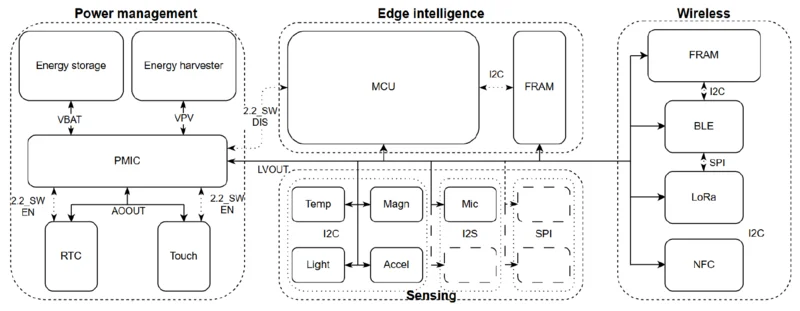 Power management
Energy storage
Energy harvester
VBAT
VPV
PMIC
2.2_SW
EN
AOOUT
2.2_SW
EN
RTC
Touch
Edge intelligence
MCU
I2C
FRAM
2.2_SW
DIS
LVOUT
Temp
Magn
I2C
Light
Accel
Mic
I2S
SPI
Sensing
Wireless
FRAM
I2C
BLE
SPI
LoRa
I2C
NFC